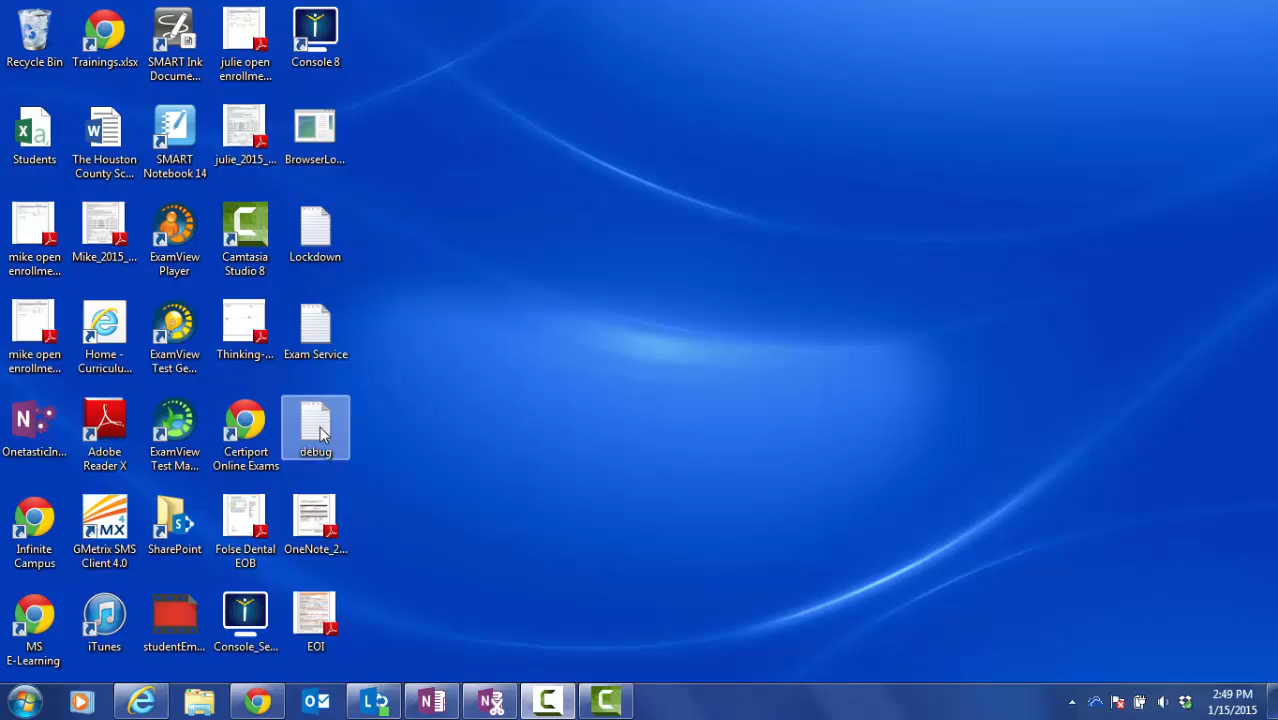 Recycle Bin
Trainings.xlsx
SMART Ink
Docume...
julie open
enrollme...
Console 8
Students
The Houston
County Sc...
SMART
Notebook 14
julie_2015_...
BrowserLo...
mike open
enrollme...
Mike_2015_...
ExamView
Player
Camtasia
Studio 8
Lockdown
mike open
enrollme...
Home -
Curriculu...
ExamView
Test Ge...
Thinking-...
Exam Service
OnetasticIn...
Adobe
Reader X
ExamView
Test Ma...
Certiport
Online Exams
debug
Infinite
Campus
GMetrix SMS
Client 4.0
SharePoint
Folse Dental
EOB
OneNote_2...
MS
E-Learning
iTunes
studentEm...
Console_Se...
EOI
2:49 PM
1/15/2015